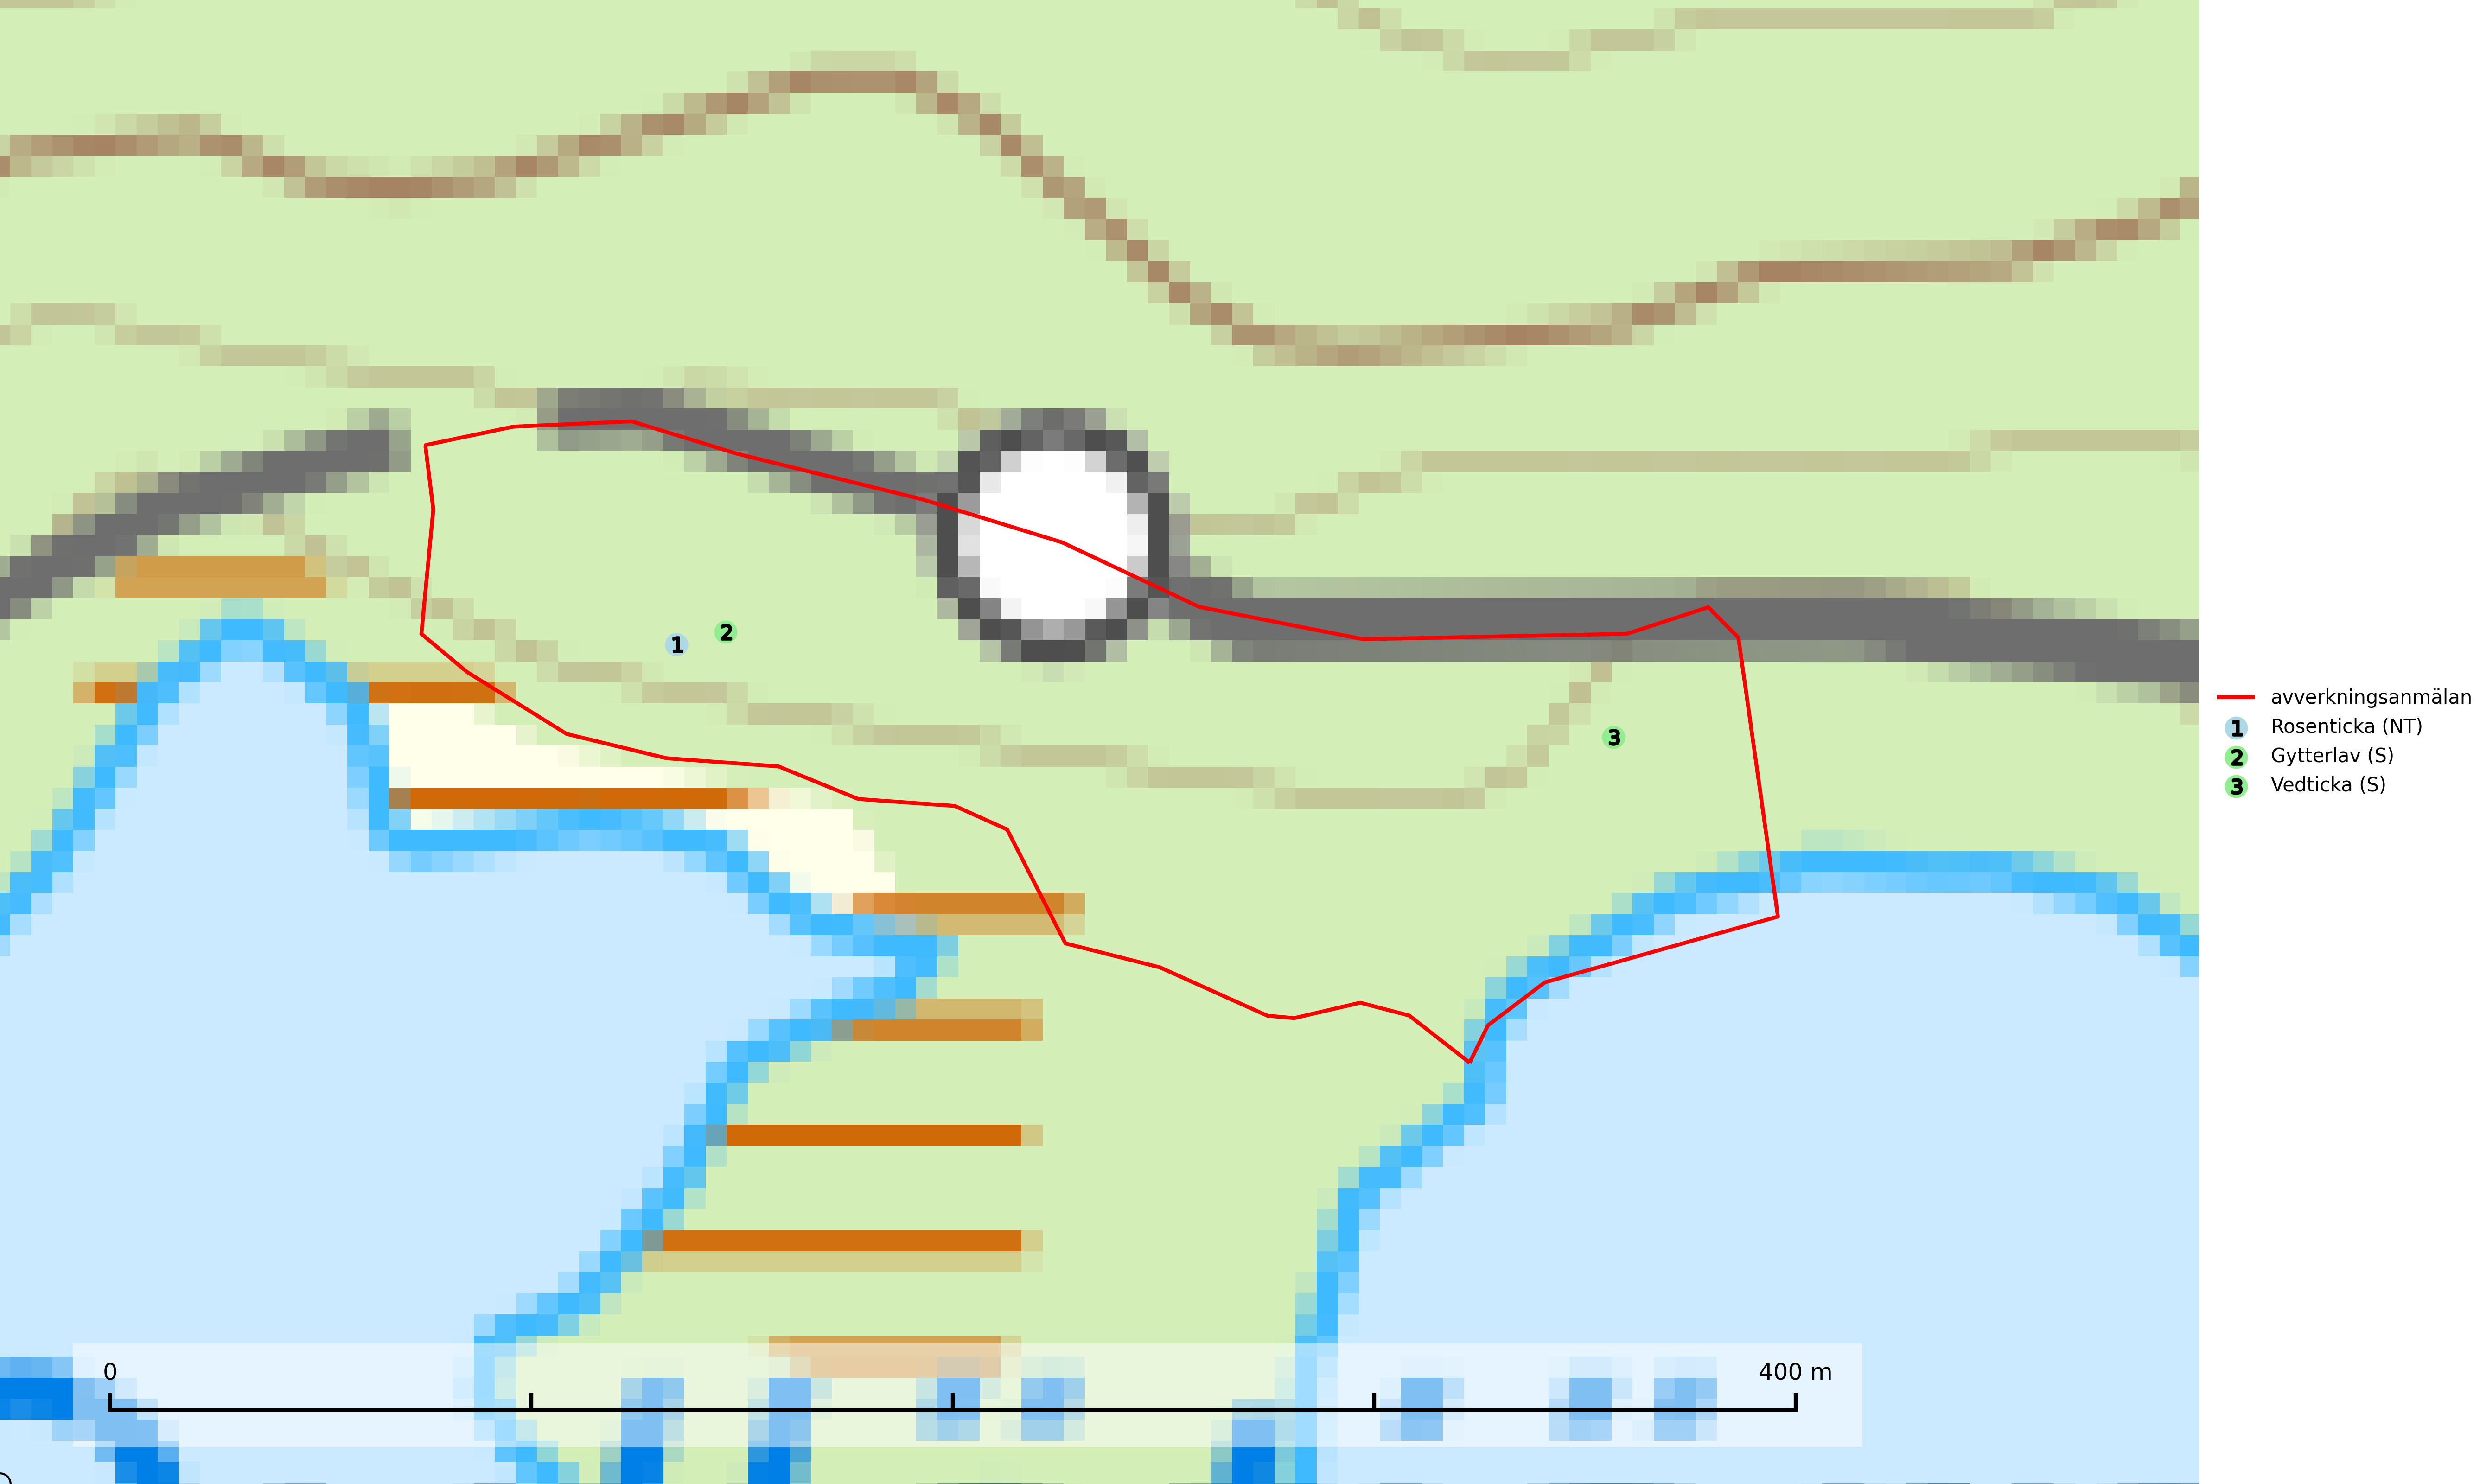 1
2
3
avverkningsanmälan
1 Rosenticka (NT)
2 Gytterlav (S)
3 Vedticka (S)
0 400 m